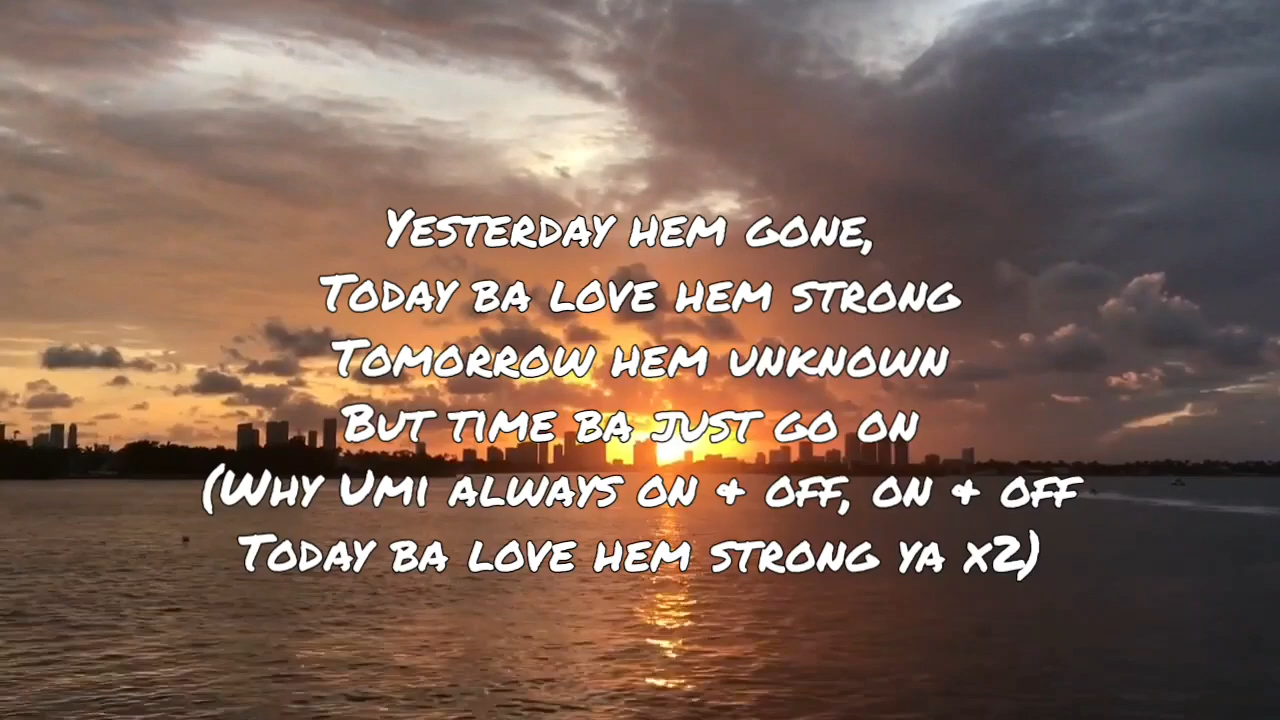 Yesterday hem gone,
Today ba love hem strong
Tomorrow hem unknown
But time ba just go on
(Why Umi always on & off, on & off
Today ba love hem strong ya x2)